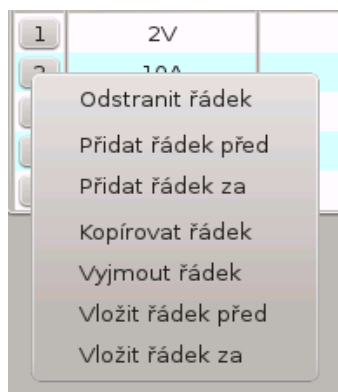 1 2V
2 10A
Odstranit řádek
Přidat řádek před
Přidat řádek za
Kopírovat řádek
Vyjmout řádek
Vložit řádek před
Vložit řádek za